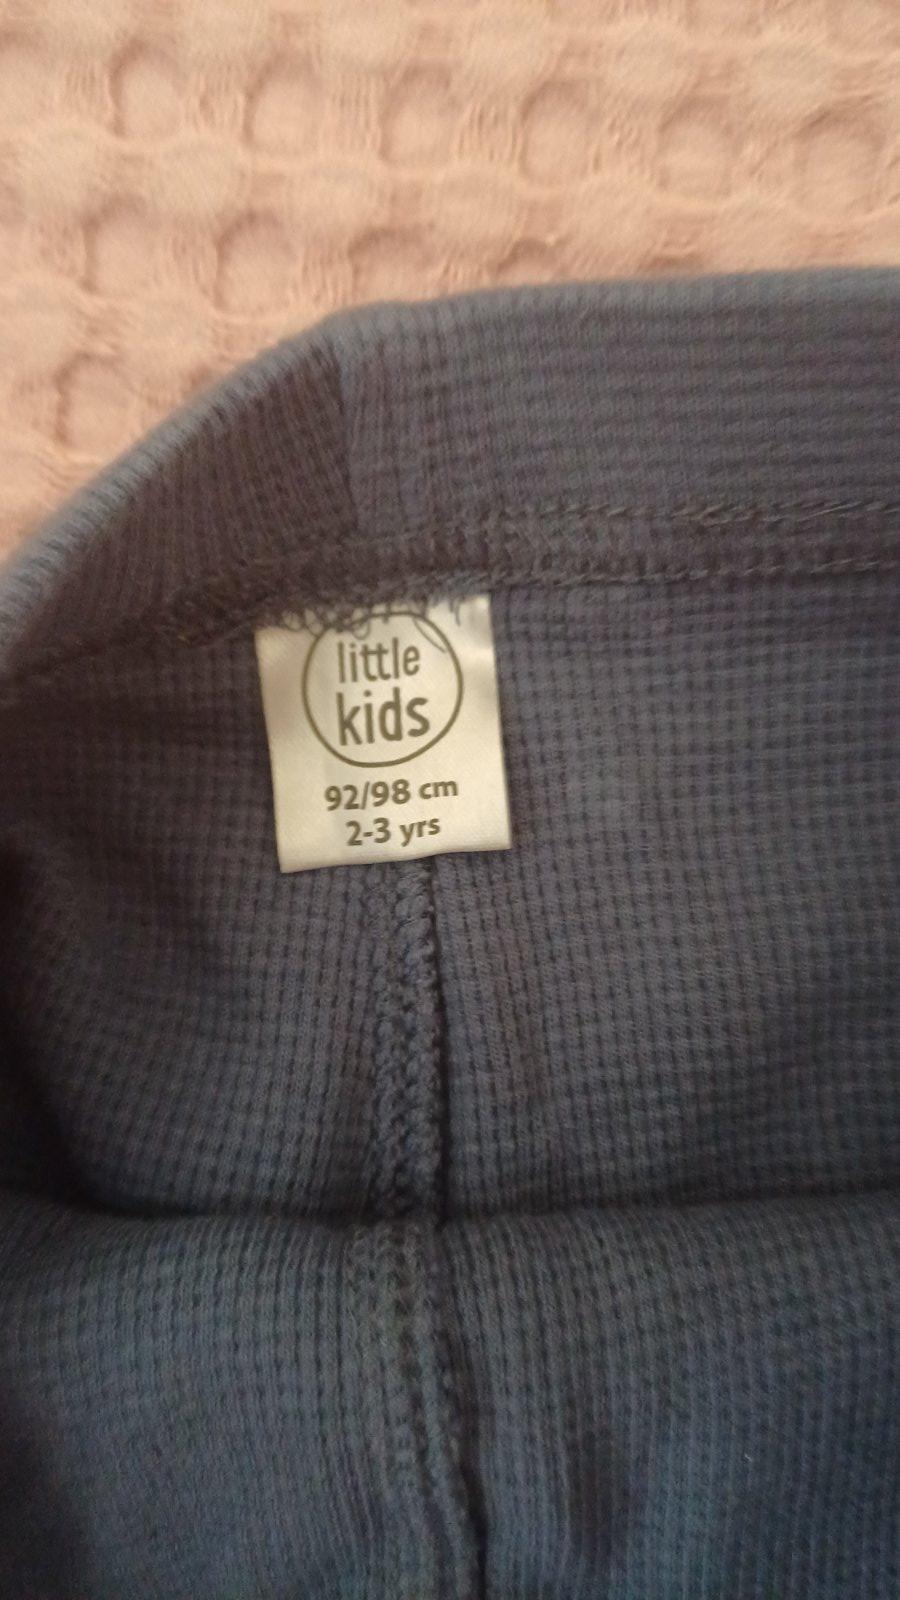 little
kids
92/98 cm
2-3 yrs